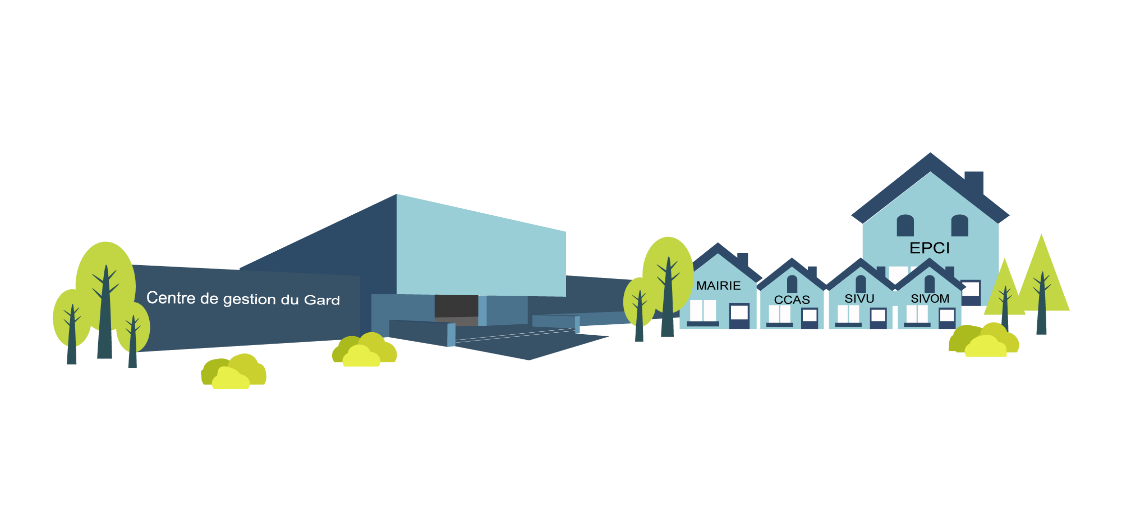 Centre de gestion du Gard
EPCI
MAIRIE
CCAS
SIVU
SIVOM